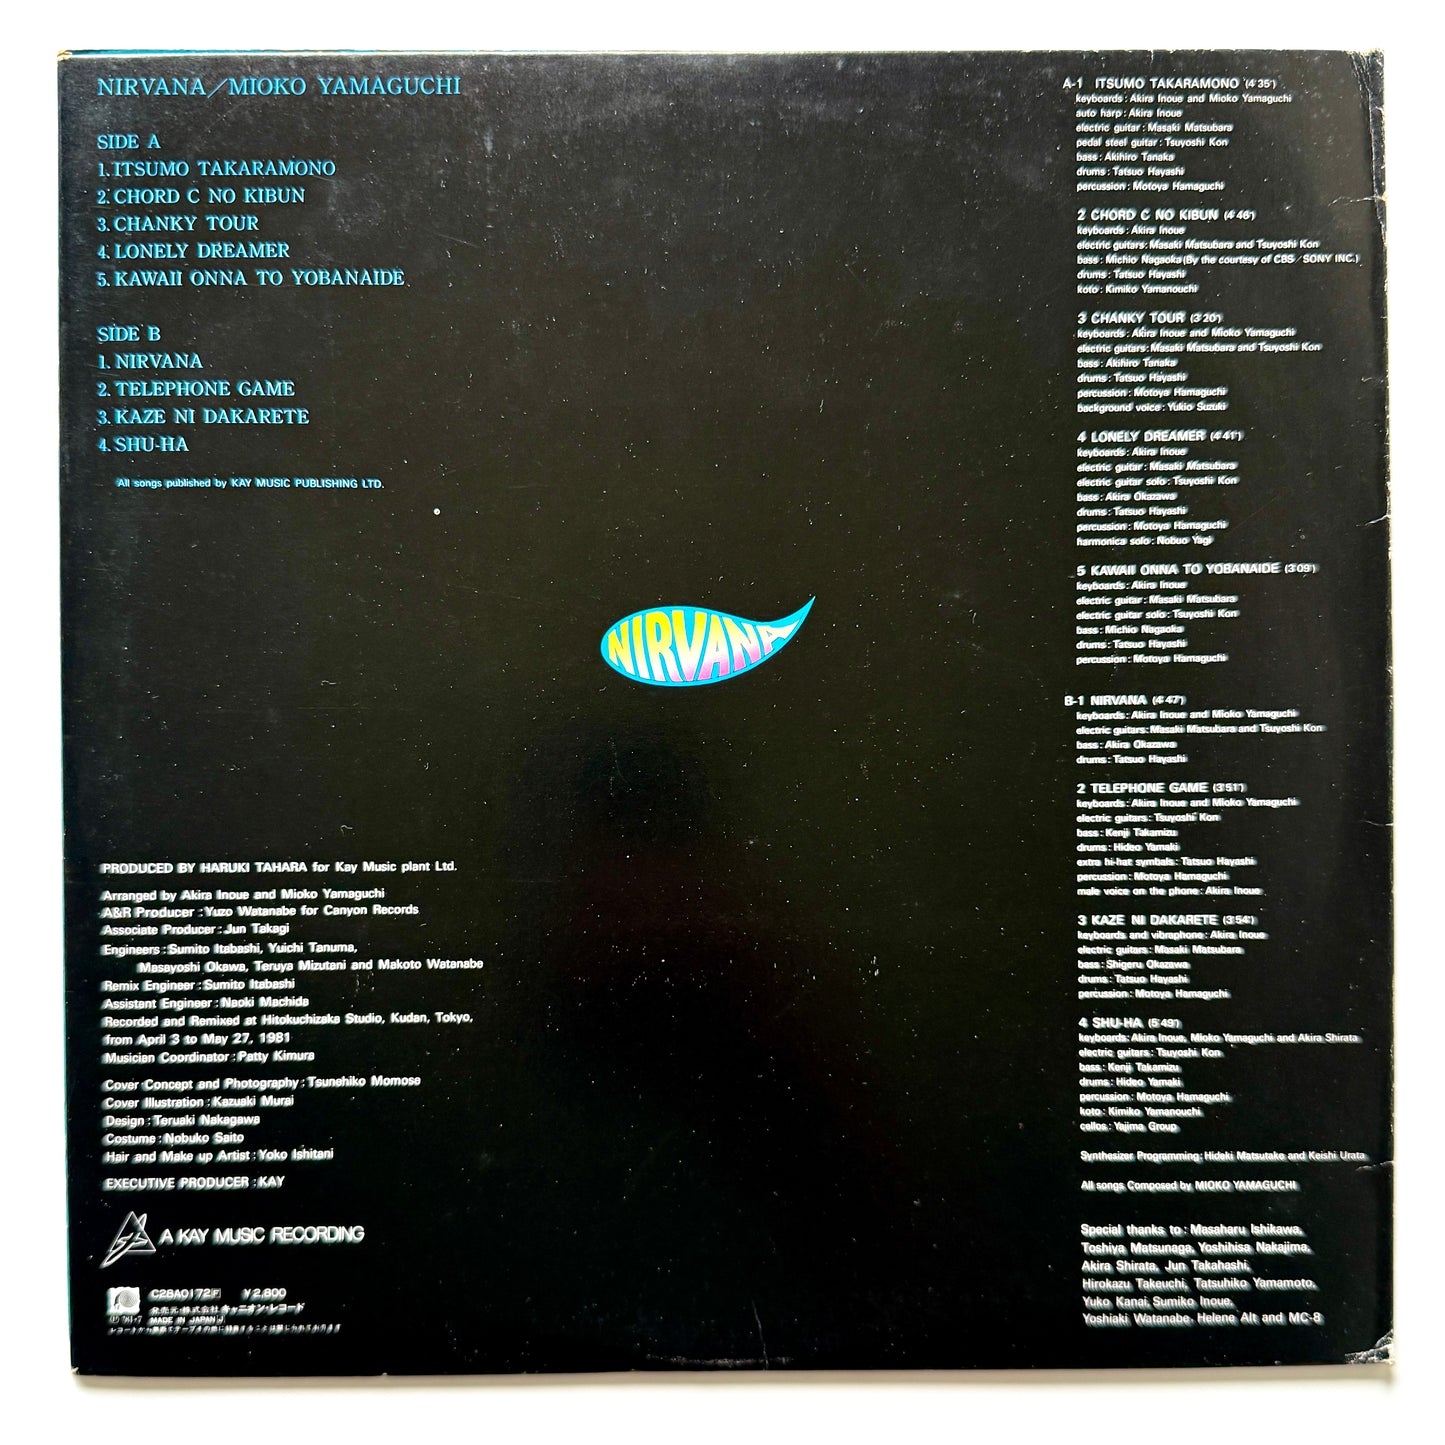 NIRVANA／MIOKO YAMAGUCHI
SIDE A
1. ITSUMO TAKARAMONO
2. CHORD C NO KIBUN
3. CHANKY TOUR
4. LONELY DREAMER
5. KAWAII ONNA TO YOBANAIDE
SIDE B
1. NIRVANA
2. TELEPHONE GAME
3. KAZE NI DAKARETE
4. SHU-HA
All songs published by KAY MUSIC PUBLISHING LTD.
NIRVANA
PRODUCED BY HARUKI TAHARA for Kay Music plant Ltd.
Arranged by Akira Inoue and Mioko Yamaguchi
A&R Producer : Yuzo Watanabe for Canyon Records
Associate Producer : Jun Takagi
Engineers : Sumito Itabashi, Yuichi Tanuma,
Masayoshi Okawa, Teruya Mizutani and Makoto Watanabe
Remix Engineer : Sumito Itabashi
Assistant Engineer : Naoki Machida
Recorded and Remixed at Hitokuchizaka Studio, Kudan, Tokyo,
from April 3 to May 27, 1981
Musician Coordinator : Patty Kimura
Cover Concept and Photography : Tsunehiko Momose
Cover Illustration : Kazuaki Murai
Design : Teruaki Nakagawa
Costume : Nobuko Saito
Hair and Make up Artist : Yoko Ishitani
EXECUTIVE PRODUCER : KAY
A KAY MUSIC RECORDING
C28A0172 F ¥2,800
発売元・株式会社キャニオン・レコード
MADE IN JAPAN J
A-1 ITSUMO TAKARAMONO (4'35")
keyboards : Akira Inoue and Mioko Yamaguchi
auto harp : Akira Inoue
electric guitar : Masaki Matsubara
pedal steel guitar : Tsuyoshi Kon
bass : Akihiro Tanaka
drums : Tatsuo Hayashi
percussion : Motoya Hamaguchi
2 CHORD C NO KIBUN (4'46")
keyboards : Akira Inoue
electric guitars : Masaki Matsubara and Tsuyoshi Kon
bass : Michio Nagaoka (By the courtesy of CBS／SONY INC.)
drums : Tatsuo Hayashi
koto : Kimiko Yamanouchi
3 CHANKY TOUR (3'20")
keyboards : Akira Inoue and Mioko Yamaguchi
electric guitars : Masaki Matsubara and Tsuyoshi Kon
bass : Akihiro Tanaka
drums : Tatsuo Hayashi
percussion : Motoya Hamaguchi
background voice : Yukio Suzuki
4 LONELY DREAMER (4'41")
keyboards : Akira Inoue
electric guitar : Masaki Matsubara
electric guitar solo : Tsuyoshi Kon
bass : Akira Okazawa
drums : Tatsuo Hayashi
percussion : Motoya Hamaguchi
harmonica solo : Nobuo Yagi
5 KAWAII ONNA TO YOBANAIDE (3'09")
keyboards : Akira Inoue
electric guitar : Masaki Matsubara
electric guitar solo : Tsuyoshi Kon
bass : Michio Nagaoka
drums : Tatsuo Hayashi
percussion : Motoya Hamaguchi
B-1 NIRVANA (4'47")
keyboards : Akira Inoue and Mioko Yamaguchi
electric guitars : Masaki Matsubara and Tsuyoshi Kon
bass : Akira Okazawa
drums : Tatsuo Hayashi
2 TELEPHONE GAME (3'51")
keyboards : Akira Inoue and Mioko Yamaguchi
electric guitars : Tsuyoshi Kon
bass : Kenji Takamizu
drums : Hideo Yamaki
extra hi-hat symbals : Tatsuo Hayashi
percussion : Motoya Hamaguchi
male voice on the phone : Akira Inoue
3 KAZE NI DAKARETE (3'54")
keyboards and vibraphone : Akira Inoue
electric guitars : Masaki Matsubara
bass : Shigeru Okazawa
drums : Tatsuo Hayashi
percussion : Motoya Hamaguchi
4 SHU-HA (5'49")
keyboards : Akira Inoue, Mioko Yamaguchi and Akira Shirata
electric guitars : Tsuyoshi Kon
bass : Kenji Takamizu
drums : Hideo Yamaki
percussion : Motoya Hamaguchi
koto : Kimiko Yamanouchi
cellos : Yajima Group
Synthesizer Programming : Hideki Matsutake and Keishi Urata
All songs Composed by MIOKO YAMAGUCHI
Special thanks to : Masaharu Ishikawa,
Toshiya Matsunaga, Yoshihisa Nakajima,
Akira Shirata, Jun Takahashi,
Hirokazu Takeuchi, Tatsuhiko Yamamoto,
Yuko Kanai, Sumiko Inoue,
Yoshiaki Watanabe, Helene Alt and MC-8